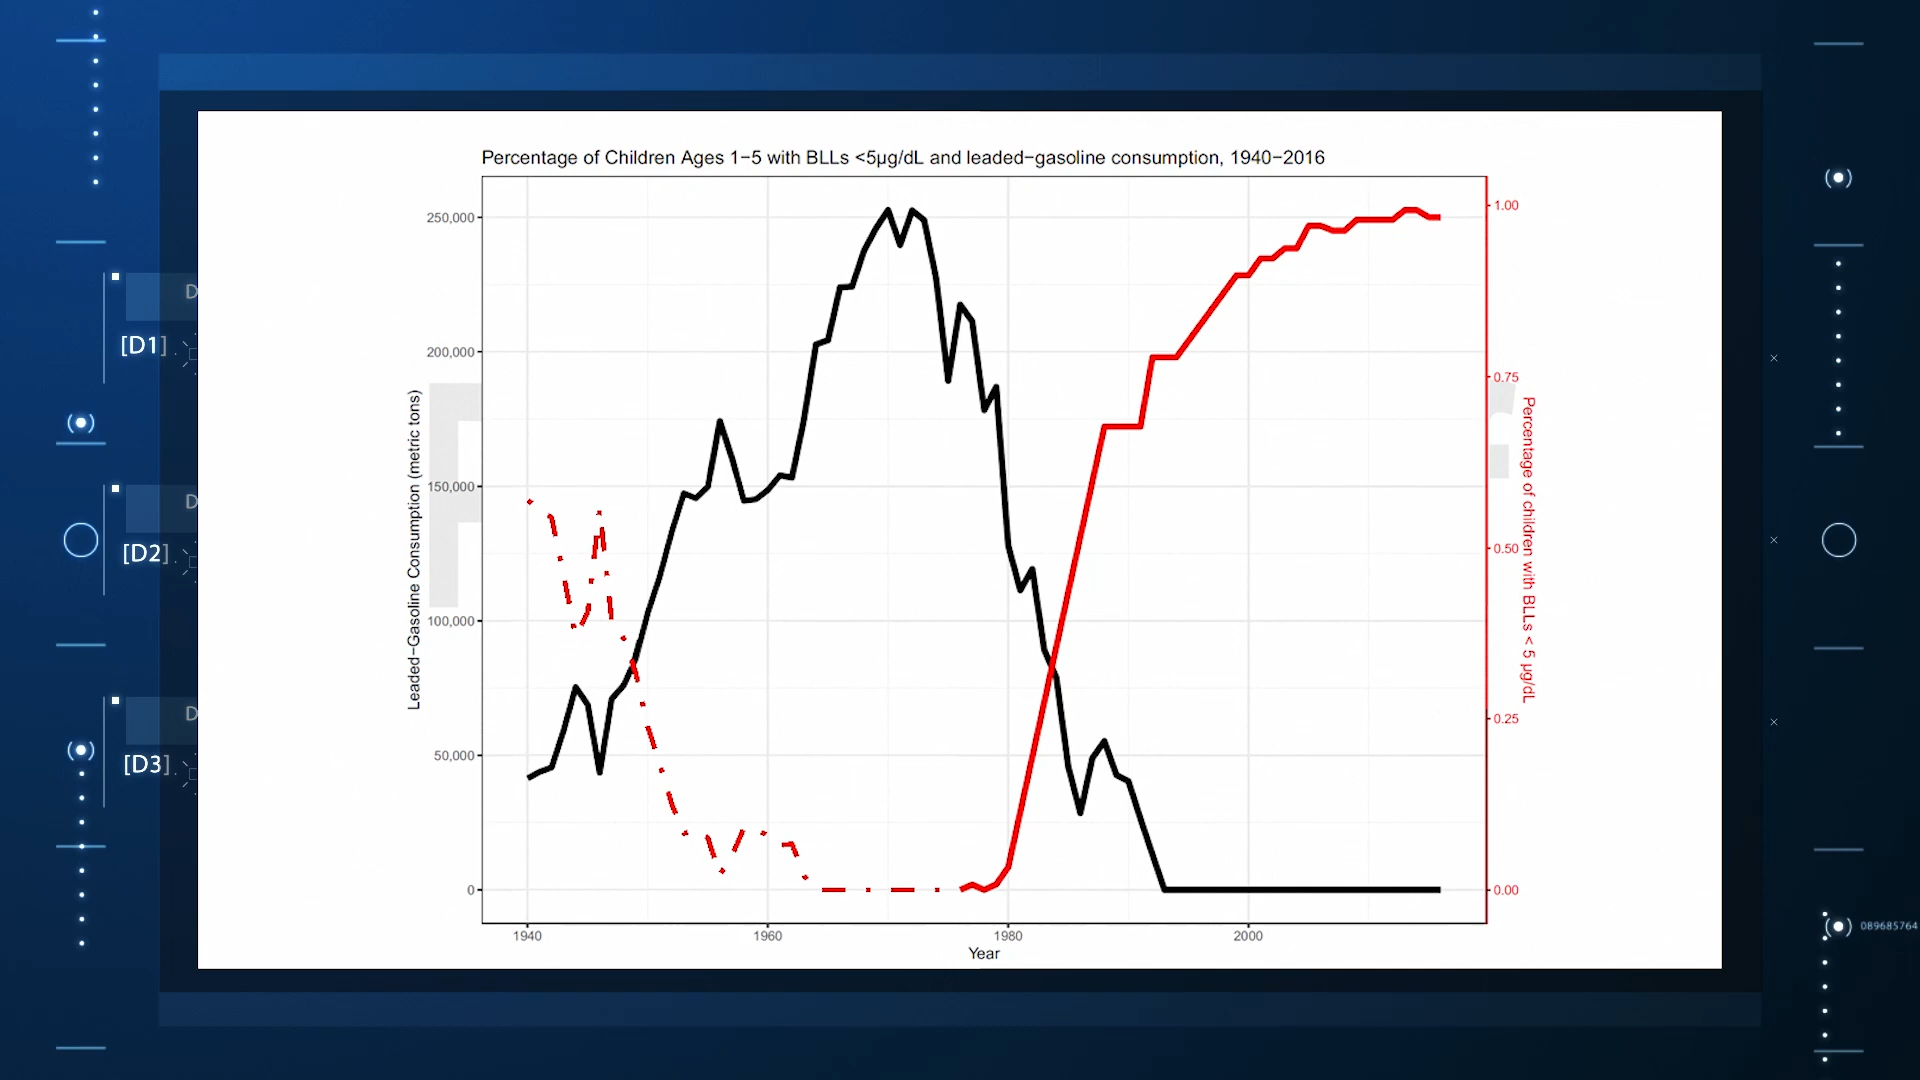 Percentage of Children Ages 1−5 with BLLs <5µg/dL and leaded−gasoline consumption, 1940−2016
250,000
200,000
150,000
100,000
50,000
0
Leaded−Gasoline Consumption (metric tons)
1.00
0.75
0.50
0.25
0.00
Percentage of children with BLLs < 5 µg/dL
1940
1960
1980
2000
Year
D
[D1]
D
[D2]
D
[D3]
089685764